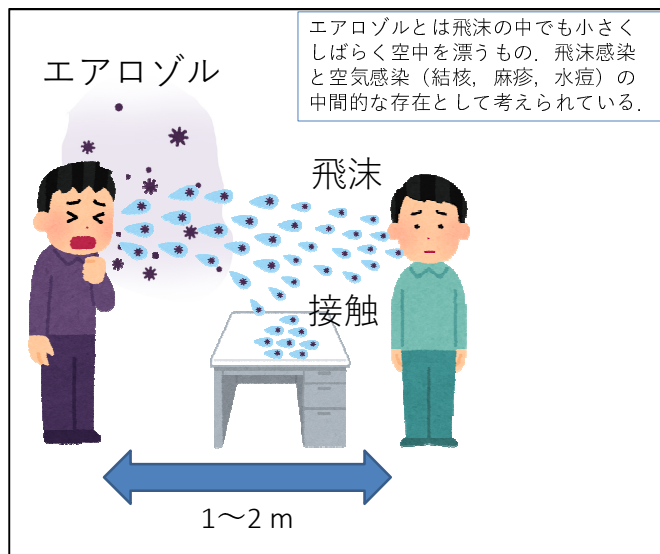 エアロゾルとは飛沫の中でも小さく
しばらく空中を漂うもの．飛沫感染
と空気感染（結核，麻疹，水痘）の
中間的な存在として考えられている．
エアロゾル
飛沫
接触
1～2 m